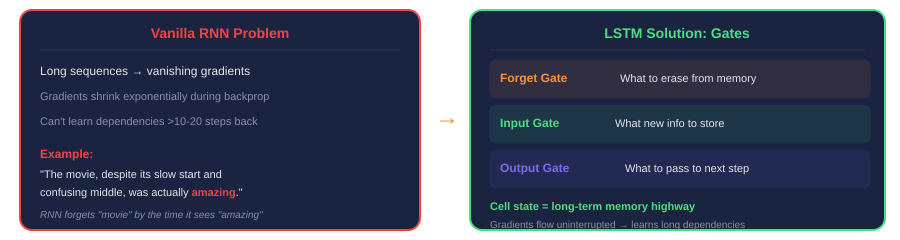 Vanilla RNN Problem
Long sequences → vanishing gradients
Gradients shrink exponentially during backprop
Can't learn dependencies >10-20 steps back
Example:
"The movie, despite its slow start and
confusing middle, was actually amazing."
RNN forgets "movie" by the time it sees "amazing"
→
LSTM Solution: Gates
Forget Gate What to erase from memory
Input Gate What new info to store
Output Gate What to pass to next step
Cell state = long-term memory highway
Gradients flow uninterrupted → learns long dependencies